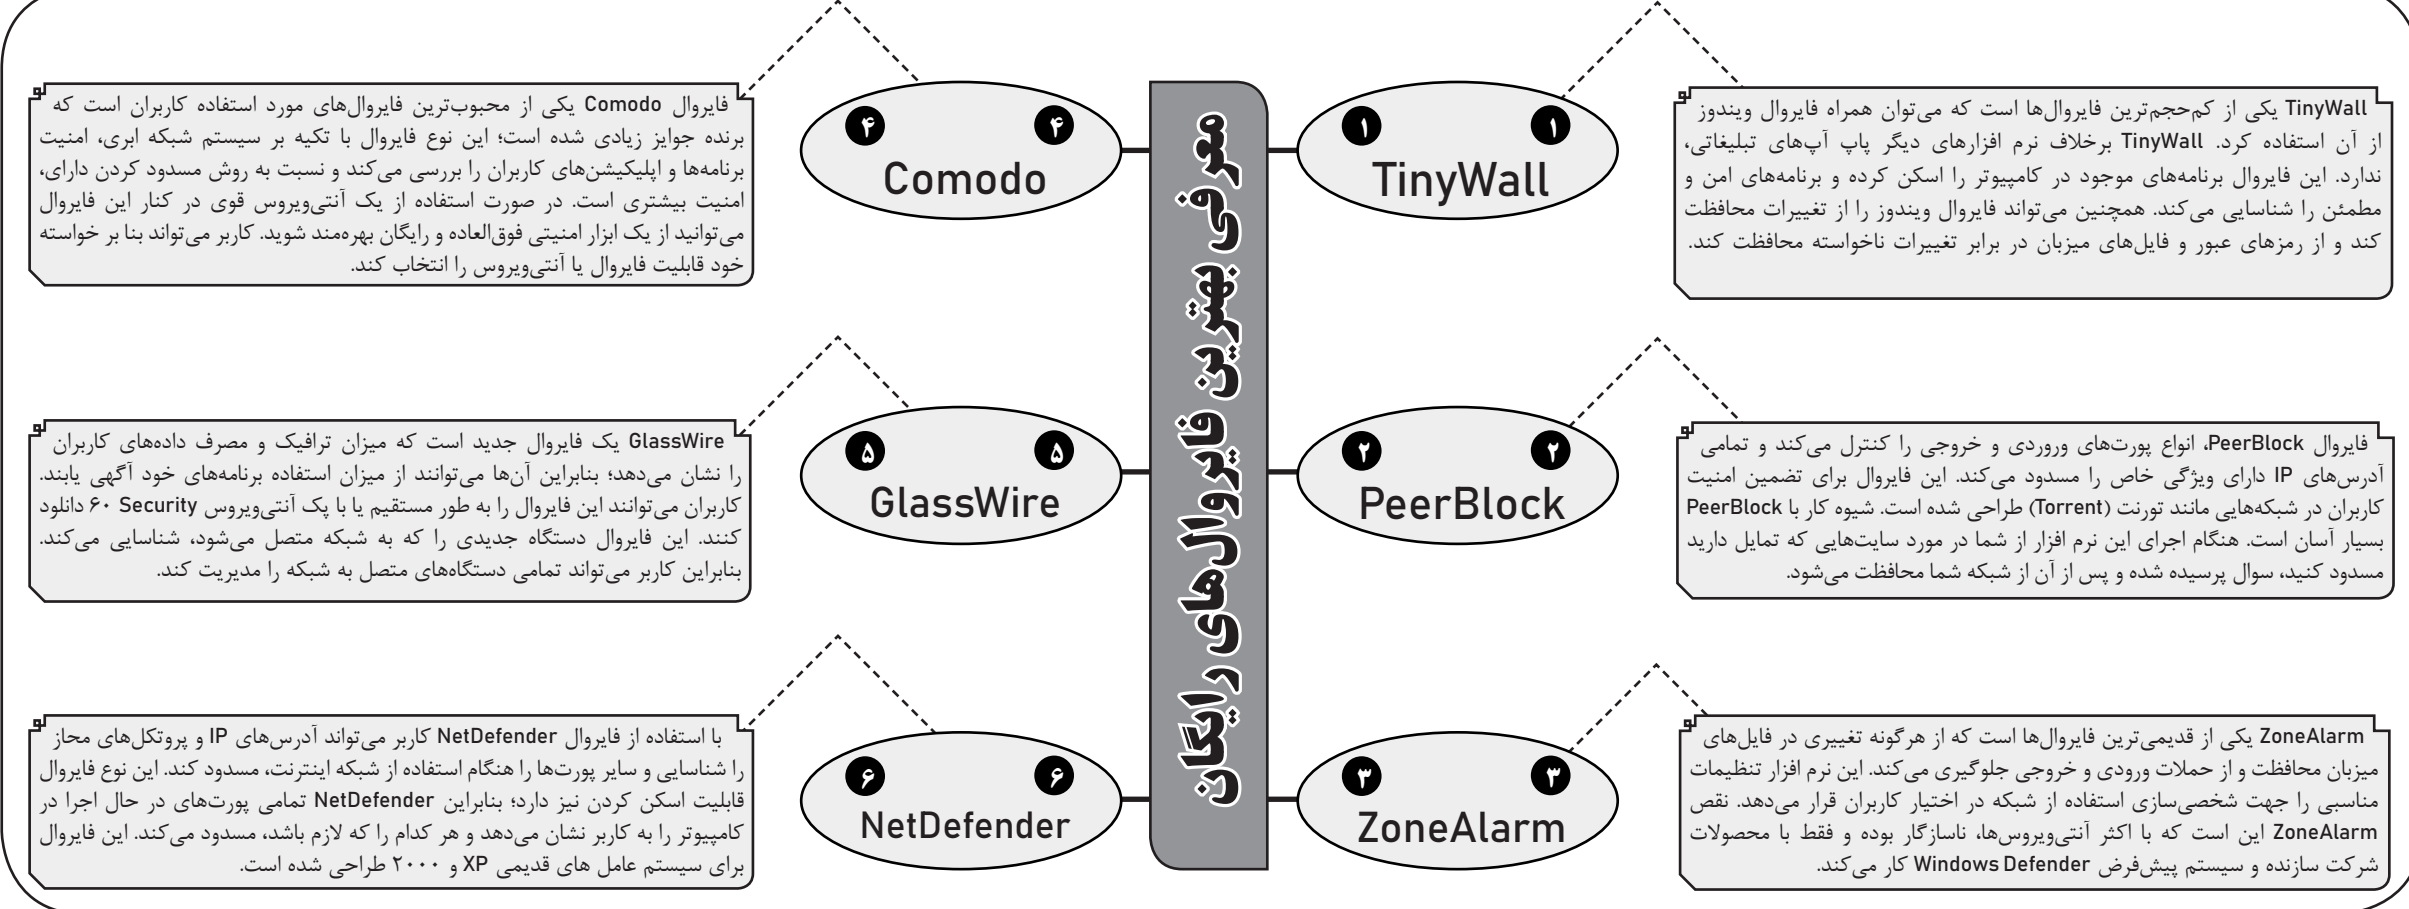 معرفی بهترین فایروال‌های رایگان
۱ ۱
TinyWall
TinyWall یکی از کم‌حجم‌ترین فایروال‌ها است که می‌توان همراه فایروال ویندوز
از آن استفاده کرد. TinyWall برخلاف نرم افزارهای دیگر پاپ آپ‌های تبلیغاتی،
ندارد. این فایروال برنامه‌های موجود در کامپیوتر را اسکن کرده و برنامه‌های امن و
مطمئن را شناسایی می‌کند. همچنین می‌تواند فایروال ویندوز را از تغییرات محافظت
کند و از رمزهای عبور و فایل‌های میزبان در برابر تغییرات ناخواسته محافظت کند.
۲ ۲
PeerBlock
فایروال PeerBlock، انواع پورت‌های وروردی و خروجی را کنترل می‌کند و تمامی
آدرس‌های IP دارای ویژگی خاص را مسدود می‌کند. این فایروال برای تضمین امنیت
کاربران در شبکه‌هایی مانند تورنت (Torrent) طراحی شده است. شیوه کار با PeerBlock
بسیار آسان است. هنگام اجرای این نرم افزار از شما در مورد سایت‌هایی که تمایل دارید
مسدود کنید، سوال پرسیده شده و پس از آن از شبکه شما محافظت می‌شود.
۳ ۳
ZoneAlarm
ZoneAlarm یکی از قدیمی‌ترین فایروال‌ها است که از هرگونه تغییری در فایل‌های
میزبان محافظت و از حملات ورودی و خروجی جلوگیری می‌کند. این نرم افزار تنظیمات
مناسبی را جهت شخصی‌سازی استفاده از شبکه در اختیار کاربران قرار می‌دهد. نقص
ZoneAlarm این است که با اکثر آنتی‌ویروس‌ها، ناسازگار بوده و فقط با محصولات
شرکت سازنده و سیستم پیش‌فرض Windows Defender کار می‌کند.
۴ ۴
Comodo
فایروال Comodo یکی از محبوب‌ترین فایروال‌های مورد استفاده کاربران است که
برنده جوایز زیادی شده است؛ این نوع فایروال با تکیه بر سیستم شبکه ابری، امنیت
برنامه‌ها و اپلیکیشن‌های کاربران را بررسی می‌کند و نسبت به روش مسدود کردن دارای،
امنیت بیشتری است. در صورت استفاده از یک آنتی‌ویروس قوی در کنار این فایروال
می‌توانید از یک ابزار امنیتی فوق‌العاده و رایگان بهره‌مند شوید. کاربر می‌تواند بنا بر خواسته
خود قابلیت فایروال یا آنتی‌ویروس را انتخاب کند.
۵ ۵
GlassWire
GlassWire یک فایروال جدید است که میزان ترافیک و مصرف داده‌های کاربران
را نشان می‌دهد؛ بنابراین آن‌ها می‌توانند از میزان استفاده برنامه‌های خود آگهی یابند.
کاربران می‌توانند این فایروال را به طور مستقیم یا با پک آنتی‌ویروس Security ۶۰ دانلود
کنند. این فایروال دستگاه جدیدی را که به شبکه متصل می‌شود، شناسایی می‌کند.
بنابراین کاربر می‌تواند تمامی دستگاه‌های متصل به شبکه را مدیریت کند.
۶ ۶
NetDefender
با استفاده از فایروال NetDefender کاربر می‌تواند آدرس‌های IP و پروتکل‌های مجاز
را شناسایی و سایر پورت‌ها را هنگام استفاده از شبکه اینترنت، مسدود کند. این نوع فایروال
قابلیت اسکن کردن نیز دارد؛ بنابراین NetDefender تمامی پورت‌های در حال اجرا در
کامپیوتر را به کاربر نشان می‌دهد و هر کدام را که لازم باشد، مسدود می‌کند. این فایروال
برای سیستم عامل های قدیمی XP و ۲۰۰۰ طراحی شده است.